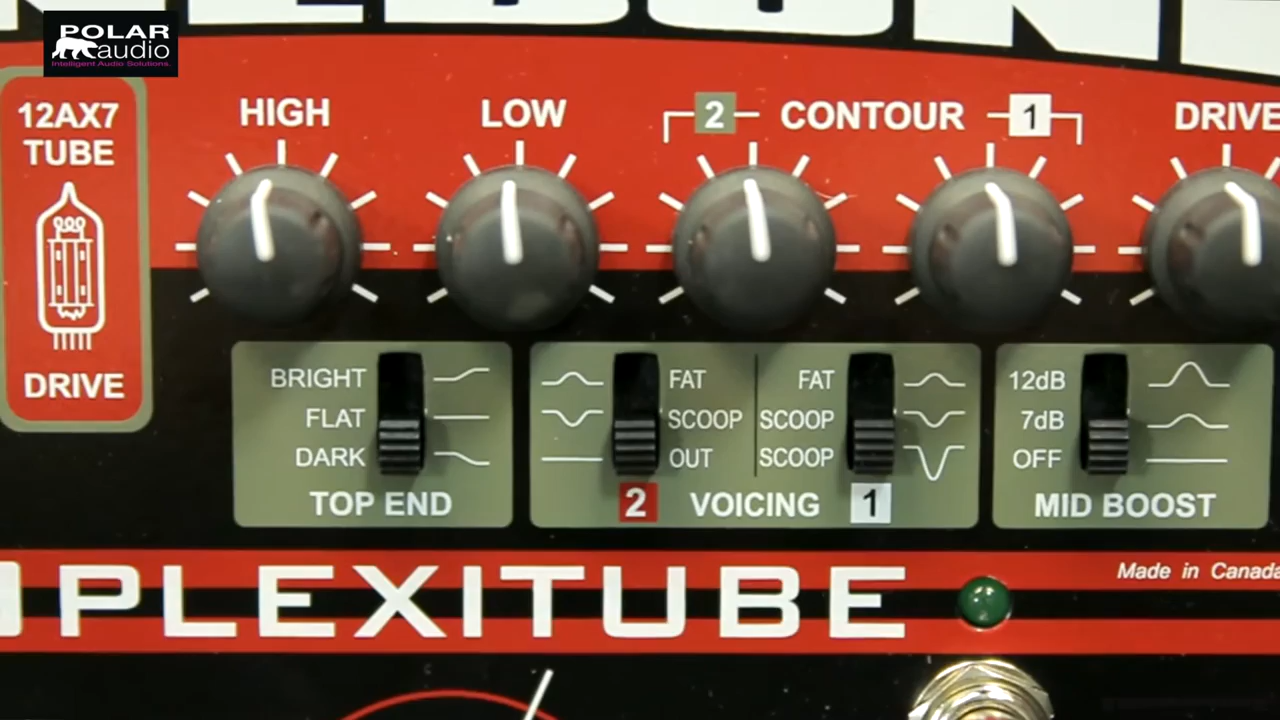 POLAR
audio
Intelligent Audio Solutions.
12AX7
TUBE
DRIVE
HIGH
LOW
2 CONTOUR 1
DRIVE
BRIGHT
FLAT
DARK
TOP END
FAT FAT
SCOOP SCOOP
OUT SCOOP
2 VOICING 1
12dB
7dB
OFF
MID BOOST
PLEXITUBE
Made in Canada